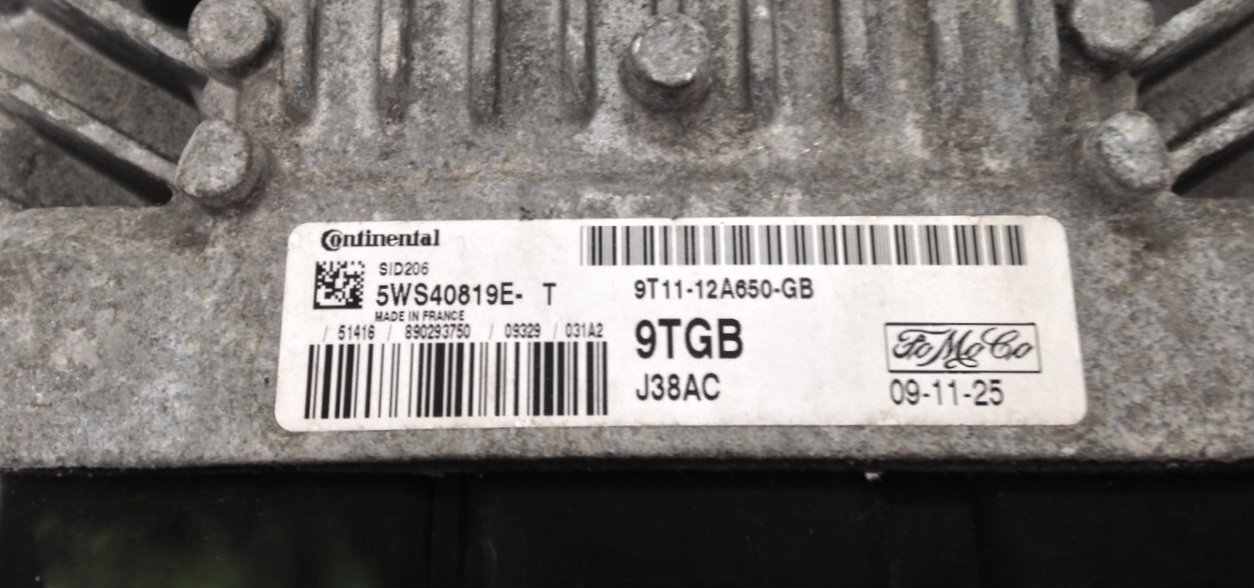 Continental
SID206
5WS40819E- T
MADE IN FRANCE
/ 51416 / 890293750 / 09329 / 031A2
9T11-12A650-GB
9TGB
J38AC
FoMoCo
09-11-25